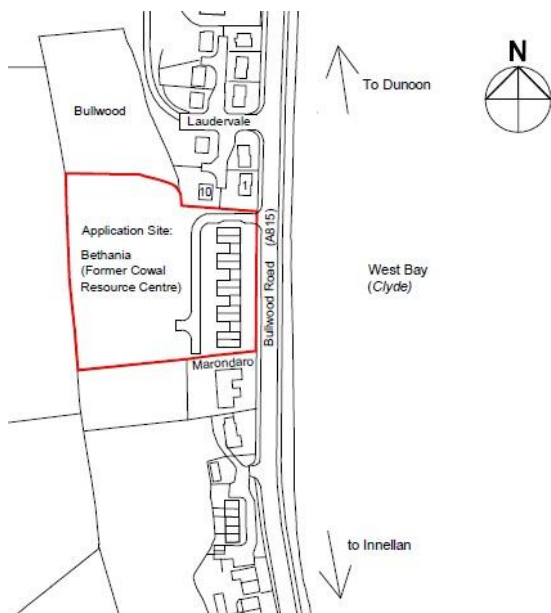 N
To Dunoon
Bullwood
Laudervale
10
1
Application Site:
Bethania
(Former Cowal
Resource Centre)
Bullwood Road (A815)
West Bay
(Clyde)
Marondaro
to Innellan